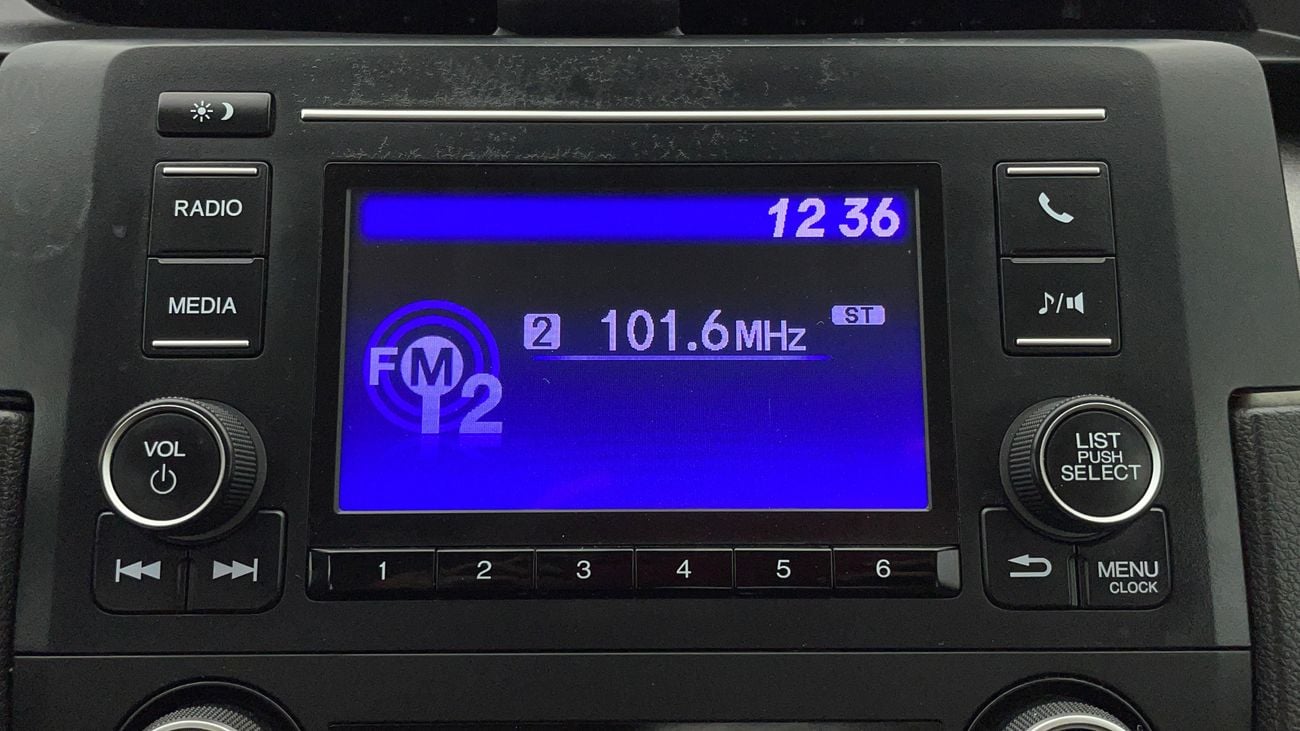 RADIO
MEDIA
VOL
12 36
FM 2
2 101.6MHz ST
LIST
PUSH
SELECT
1 2 3 4 5 6
MENU
CLOCK